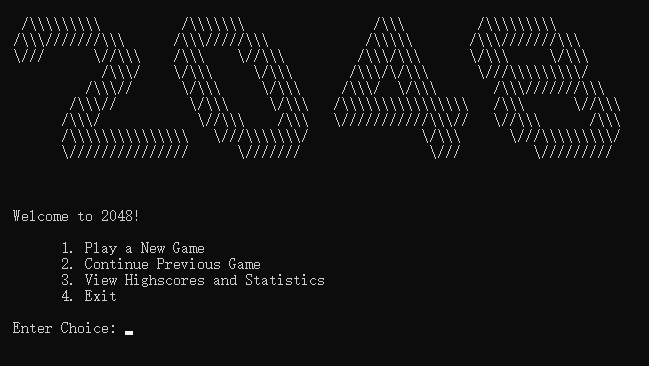 2048
Welcome to 2048!
1. Play a New Game
2. Continue Previous Game
3. View Highscores and Statistics
4. Exit
Enter Choice: